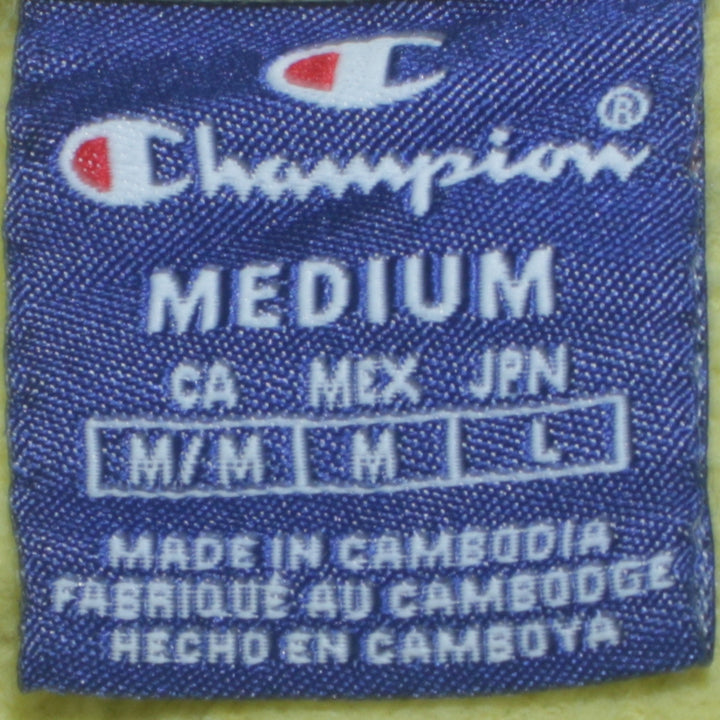 Champion®
MEDIUM
CA MEX JPN
M/M M L
MADE IN CAMBODIA
FABRIQUÉ AU CAMBODGE
HECHO EN CAMBOYA